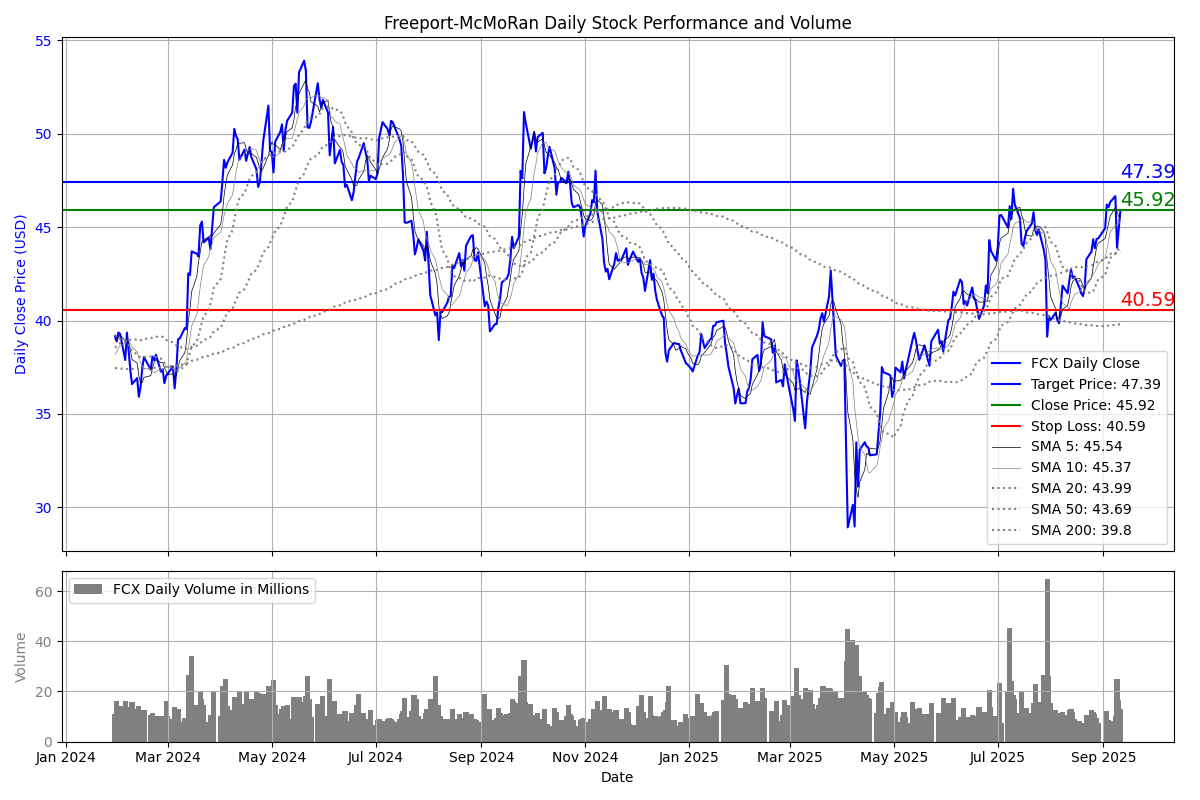 Freeport-McMoRan Daily Stock Performance and Volume
55
50
45
40
35
30
Daily Close Price (USD)
47.39
45.92
40.59
FCX Daily Close
Target Price: 47.39
Close Price: 45.92
Stop Loss: 40.59
SMA 5: 45.54
SMA 10: 45.37
SMA 20: 43.99
SMA 50: 43.69
SMA 200: 39.8
FCX Daily Volume in Millions
60
40
20
0
Volume
Jan 2024 Mar 2024 May 2024 Jul 2024 Sep 2024 Nov 2024 Jan 2025 Mar 2025 May 2025 Jul 2025 Sep 2025
Date